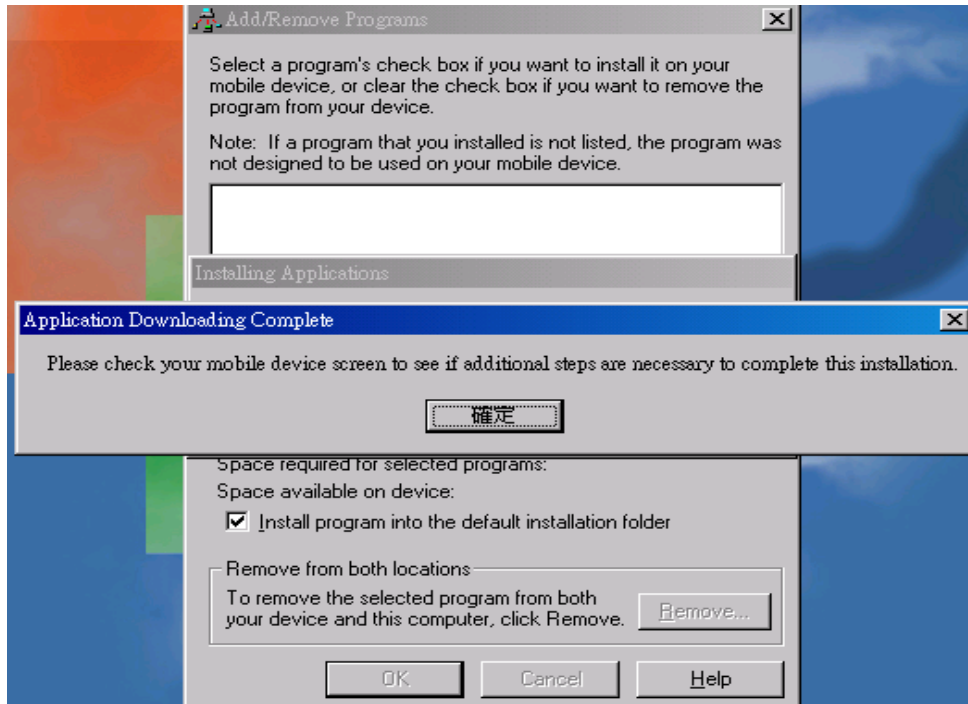 Add/Remove Programs
Select a program's check box if you want to install it on your
mobile device, or clear the check box if you want to remove the
program from your device.
Note:  If a program that you installed is not listed, the program was
not designed to be used on your mobile device.
Installing Applications
Application Downloading Complete
Please check your mobile device screen to see if additional steps are necessary to complete this installation.
確定
Space required for selected programs:
Space available on device:
Install program into the default installation folder
Remove from both locations
To remove the selected program from both
your device and this computer, click Remove.
Remove...
OK
Cancel
Help